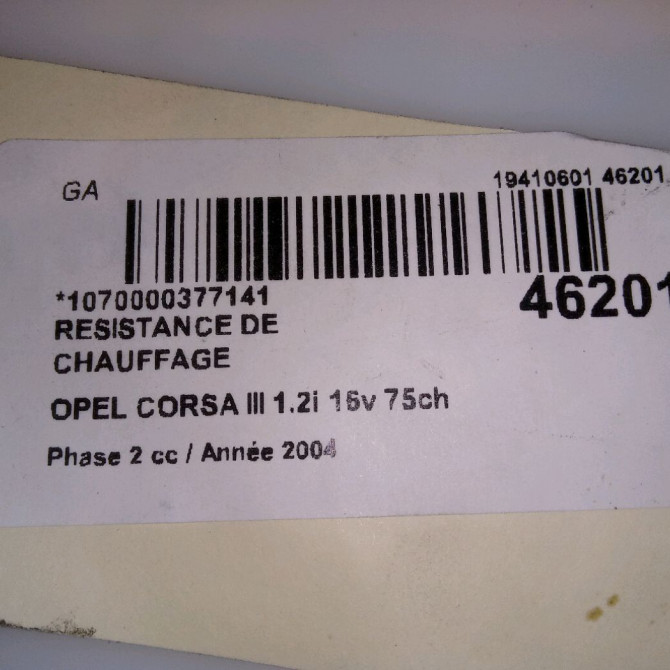 GA
19410601 46201
*1070000377141
46201
RESISTANCE DE
CHAUFFAGE
OPEL CORSA III 1.2i 16v 75ch
Phase 2 cc / Année 2004